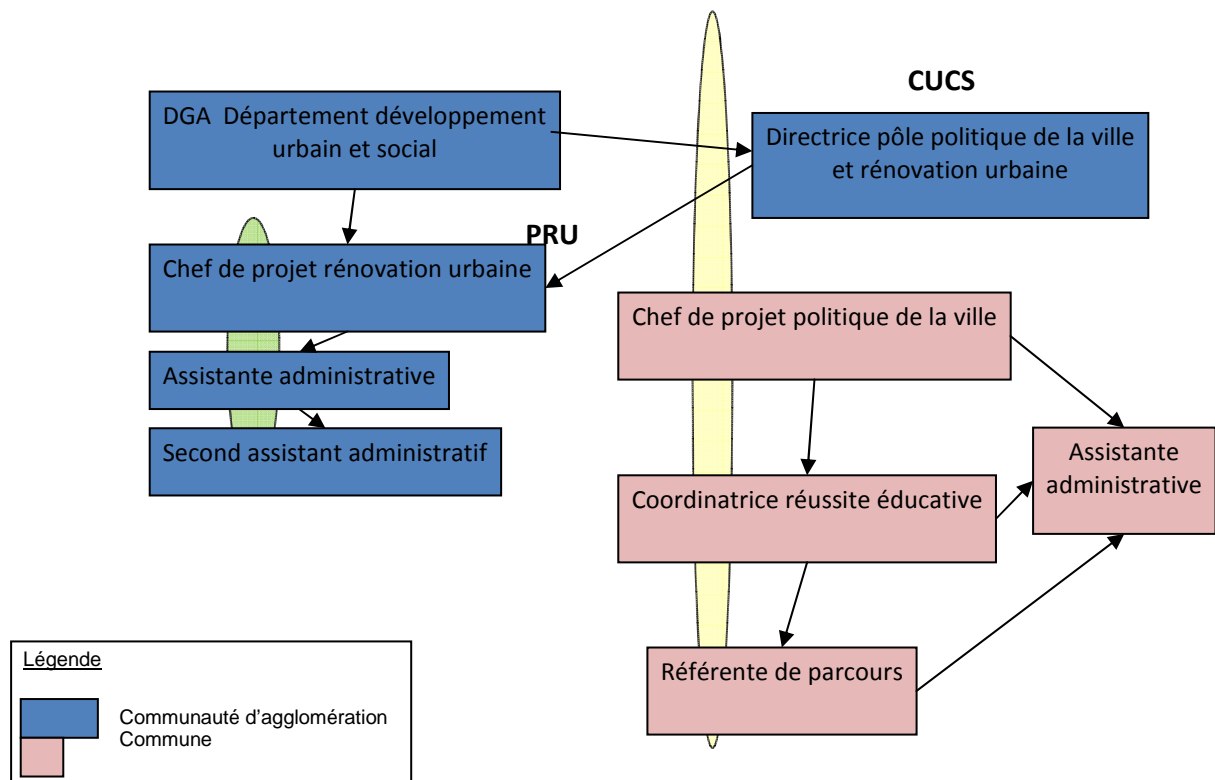 CUCS
DGA Département développement
urbain et social
Directrice pôle politique de la ville
et rénovation urbaine
PRU
Chef de projet rénovation urbaine
Chef de projet politique de la ville
Assistante administrative
Second assistant administratif
Assistante
administrative
Coordinatrice réussite éducative
Référente de parcours
Légende
Communauté d'agglomération
Commune